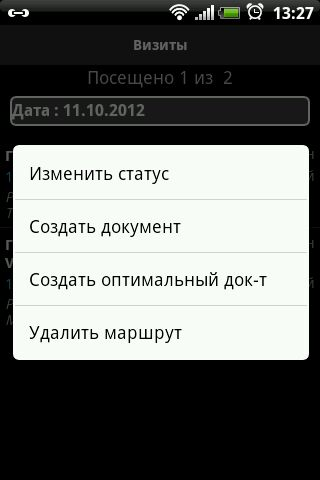 13:27
Визиты
Посещено 1 из 2
Дата : 11.10.2012
Изменить статус
Создать документ
Создать оптимальный док-т
Удалить маршрут